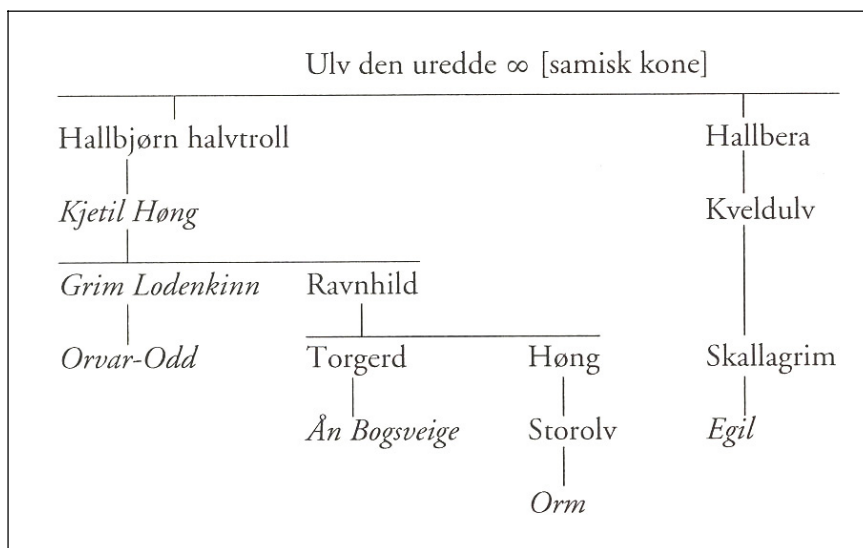 Ulv den uredde ∞ [samisk kone]
Hallbjørn halvtroll Hallbera
Kjetil Høng Kveldulv
Grim Lodenkinn Ravnhild
Orvar-Odd Torgerd Høng Skallagrim
Ån Bogsveige Storolv Egil
Orm